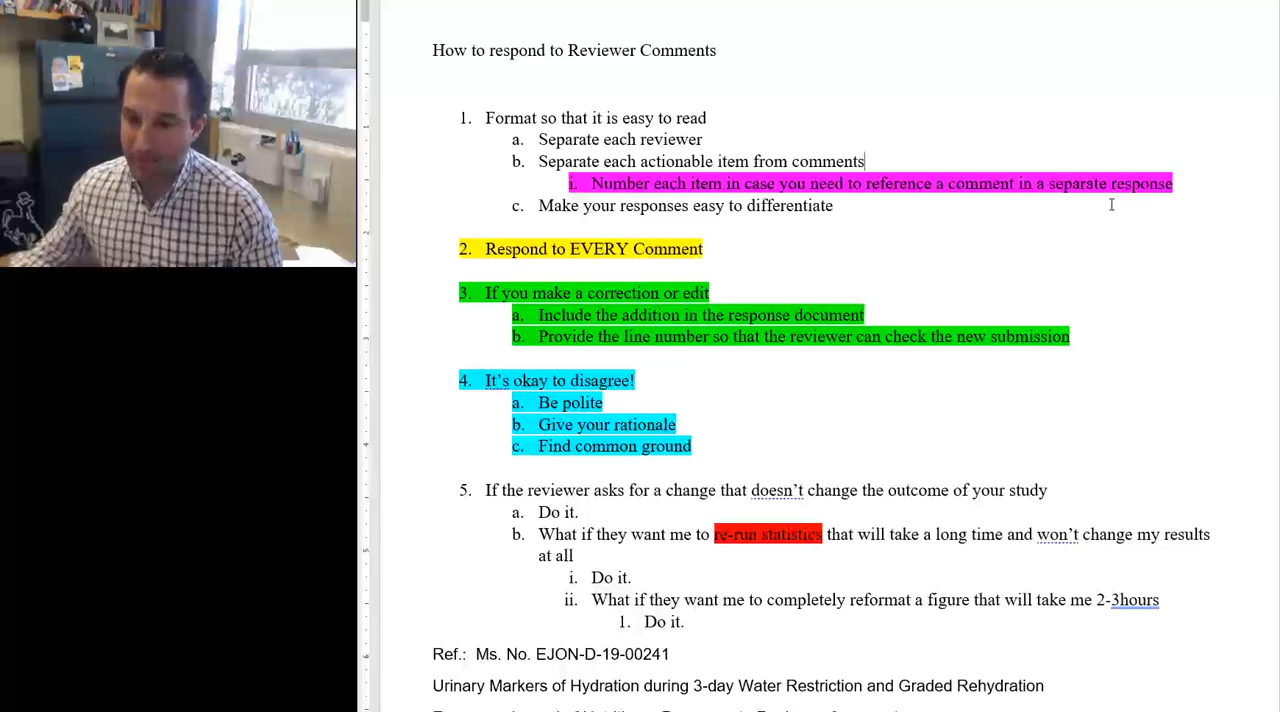 How to respond to Reviewer Comments
1. Format so that it is easy to read
a. Separate each reviewer
b. Separate each actionable item from comments
i. Number each item in case you need to reference a comment in a separate response
c. Make your responses easy to differentiate
2. Respond to EVERY Comment
3. If you make a correction or edit
a. Include the addition in the response document
b. Provide the line number so that the reviewer can check the new submission
4. It's okay to disagree!
a. Be polite
b. Give your rationale
c. Find common ground
5. If the reviewer asks for a change that doesn't change the outcome of your study
a. Do it.
b. What if they want me to re-run statistics that will take a long time and won't change my results
at all
i. Do it.
ii. What if they want me to completely reformat a figure that will take me 2-3hours
1. Do it.
Ref.: Ms. No. EJON-D-19-00241
Urinary Markers of Hydration during 3-day Water Restriction and Graded Rehydration